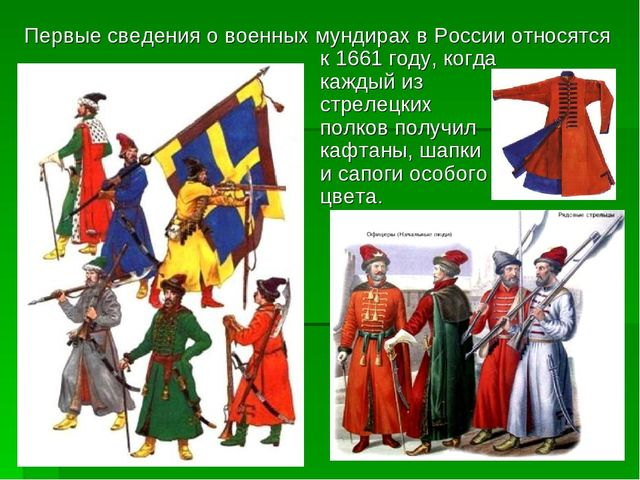 Первые сведения о военных мундирах в России относятся
к 1661 году, когда
каждый из
стрелецких
полков получил
кафтаны, шапки
и сапоги особого
цвета.
Рядовые стрельцы
Офицеры (Начальные люди)